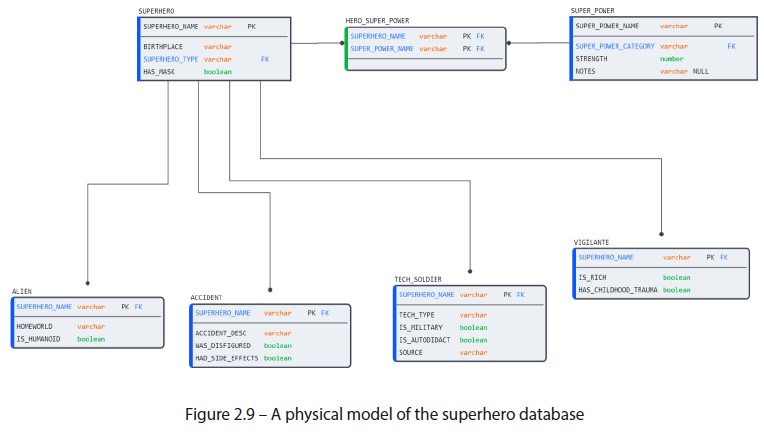 SUPERHERO
SUPERHERO_NAME varchar PK
BIRTHPLACE varchar
SUPERHERO_TYPE varchar FK
HAS_MASK boolean
HERO_SUPER_POWER
SUPERHERO_NAME varchar PK FK
SUPER_POWER_NAME varchar PK FK
SUPER_POWER
SUPER_POWER_NAME varchar PK
SUPER_POWER_CATEGORY varchar FK
STRENGTH number
NOTES varchar NULL
ALIEN
SUPERHERO_NAME varchar PK FK
HOMEWORLD varchar
IS_HUMANOID boolean
ACCIDENT
SUPERHERO_NAME varchar PK FK
ACCIDENT_DESC varchar
WAS_DISFIGURED boolean
HAD_SIDE_EFFECTS boolean
TECH_SOLDIER
SUPERHERO_NAME varchar PK FK
TECH_TYPE varchar
IS_MILITARY boolean
IS_AUTODIDACT boolean
SOURCE varchar
VIGILANTE
SUPERHERO_NAME varchar PK FK
IS_RICH boolean
HAS_CHILDHOOD_TRAUMA boolean
Figure 2.9 – A physical model of the superhero database